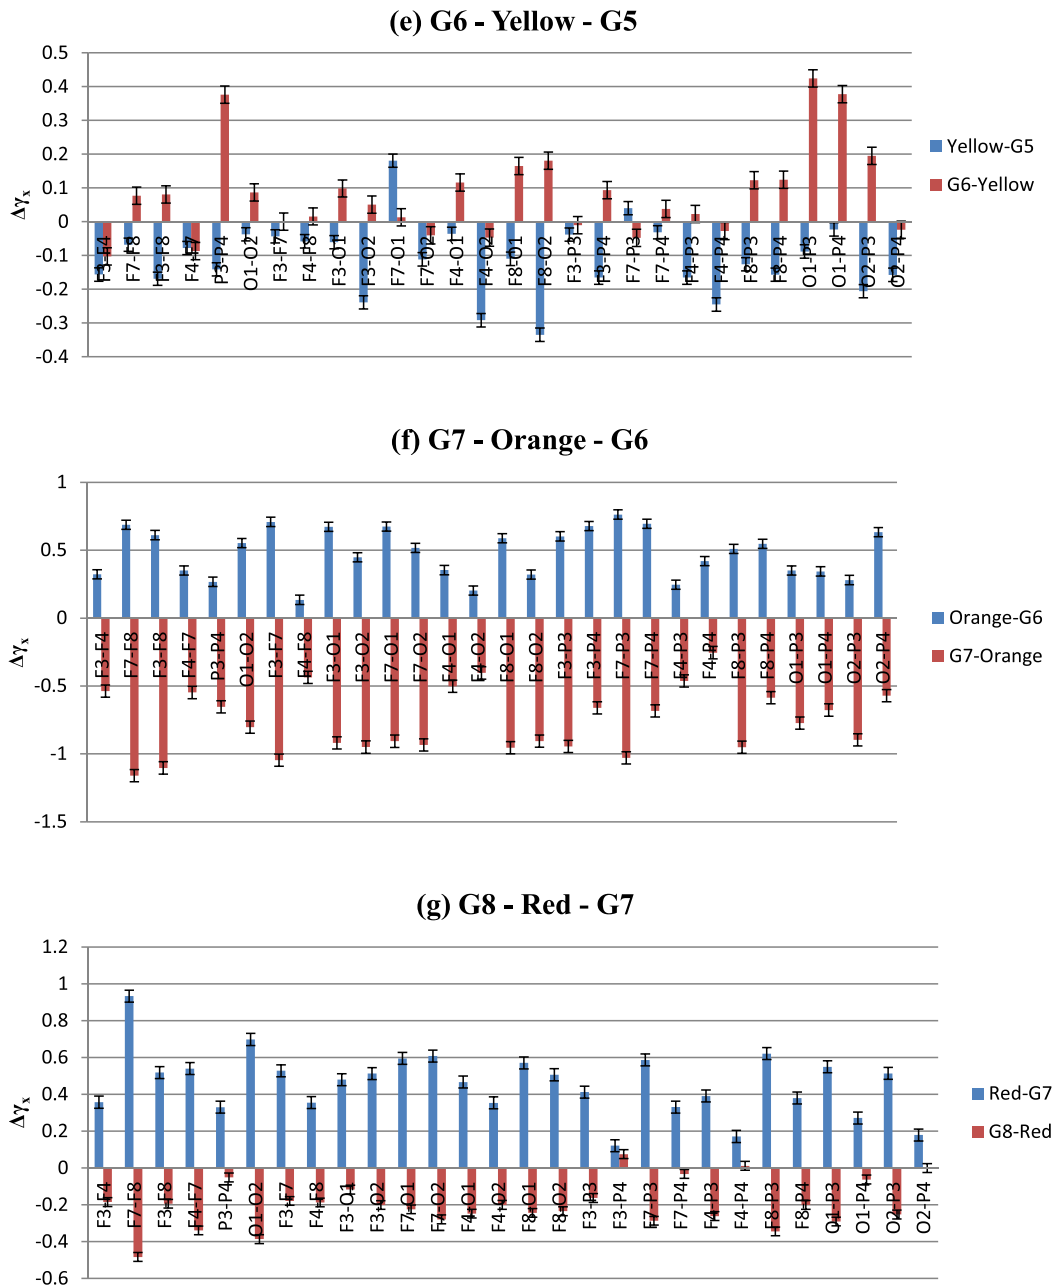 (e) G6 - Yellow - G5
0.5
0.4
0.3
0.2
0.1
0
-0.1
-0.2
-0.3
-0.4
Δγx
F3-F4
F7-F8
F3-F8
F4-F7
P3-P4
O1-O2
F3-F7
F4-F8
F3-O1
F3-O2
F7-O1
F7-O2
F4-O1
F4-O2
F8-O1
F8-O2
F3-P3
F3-P4
F7-P3
F7-P4
F4-P3
F4-P4
F8-P3
F8-P4
O1-P3
O1-P4
O2-P3
O2-P4
Yellow-G5
G6-Yellow
(f) G7 - Orange - G6
1
0.5
0
-0.5
-1
-1.5
Δγx
F3-F4
F7-F8
F3-F8
F4-F7
P3-P4
O1-O2
F3-F7
F4-F8
F3-O1
F3-O2
F7-O1
F7-O2
F4-O1
F4-O2
F8-O1
F8-O2
F3-P3
F3-P4
F7-P3
F7-P4
F4-P3
F4-P4
F8-P3
F8-P4
O1-P3
O1-P4
O2-P3
O2-P4
Orange-G6
G7-Orange
(g) G8 - Red - G7
1.2
1
0.8
0.6
0.4
0.2
0
-0.2
-0.4
-0.6
Δγx
F3-F4
F7-F8
F3-F8
F4-F7
P3-P4
O1-O2
F3-F7
F4-F8
F3-O1
F3-O2
F7-O1
F7-O2
F4-O1
F4-O2
F8-O1
F8-O2
F3-P3
F3-P4
F7-P3
F7-P4
F4-P3
F4-P4
F8-P3
F8-P4
O1-P3
O1-P4
O2-P3
O2-P4
Red-G7
G8-Red